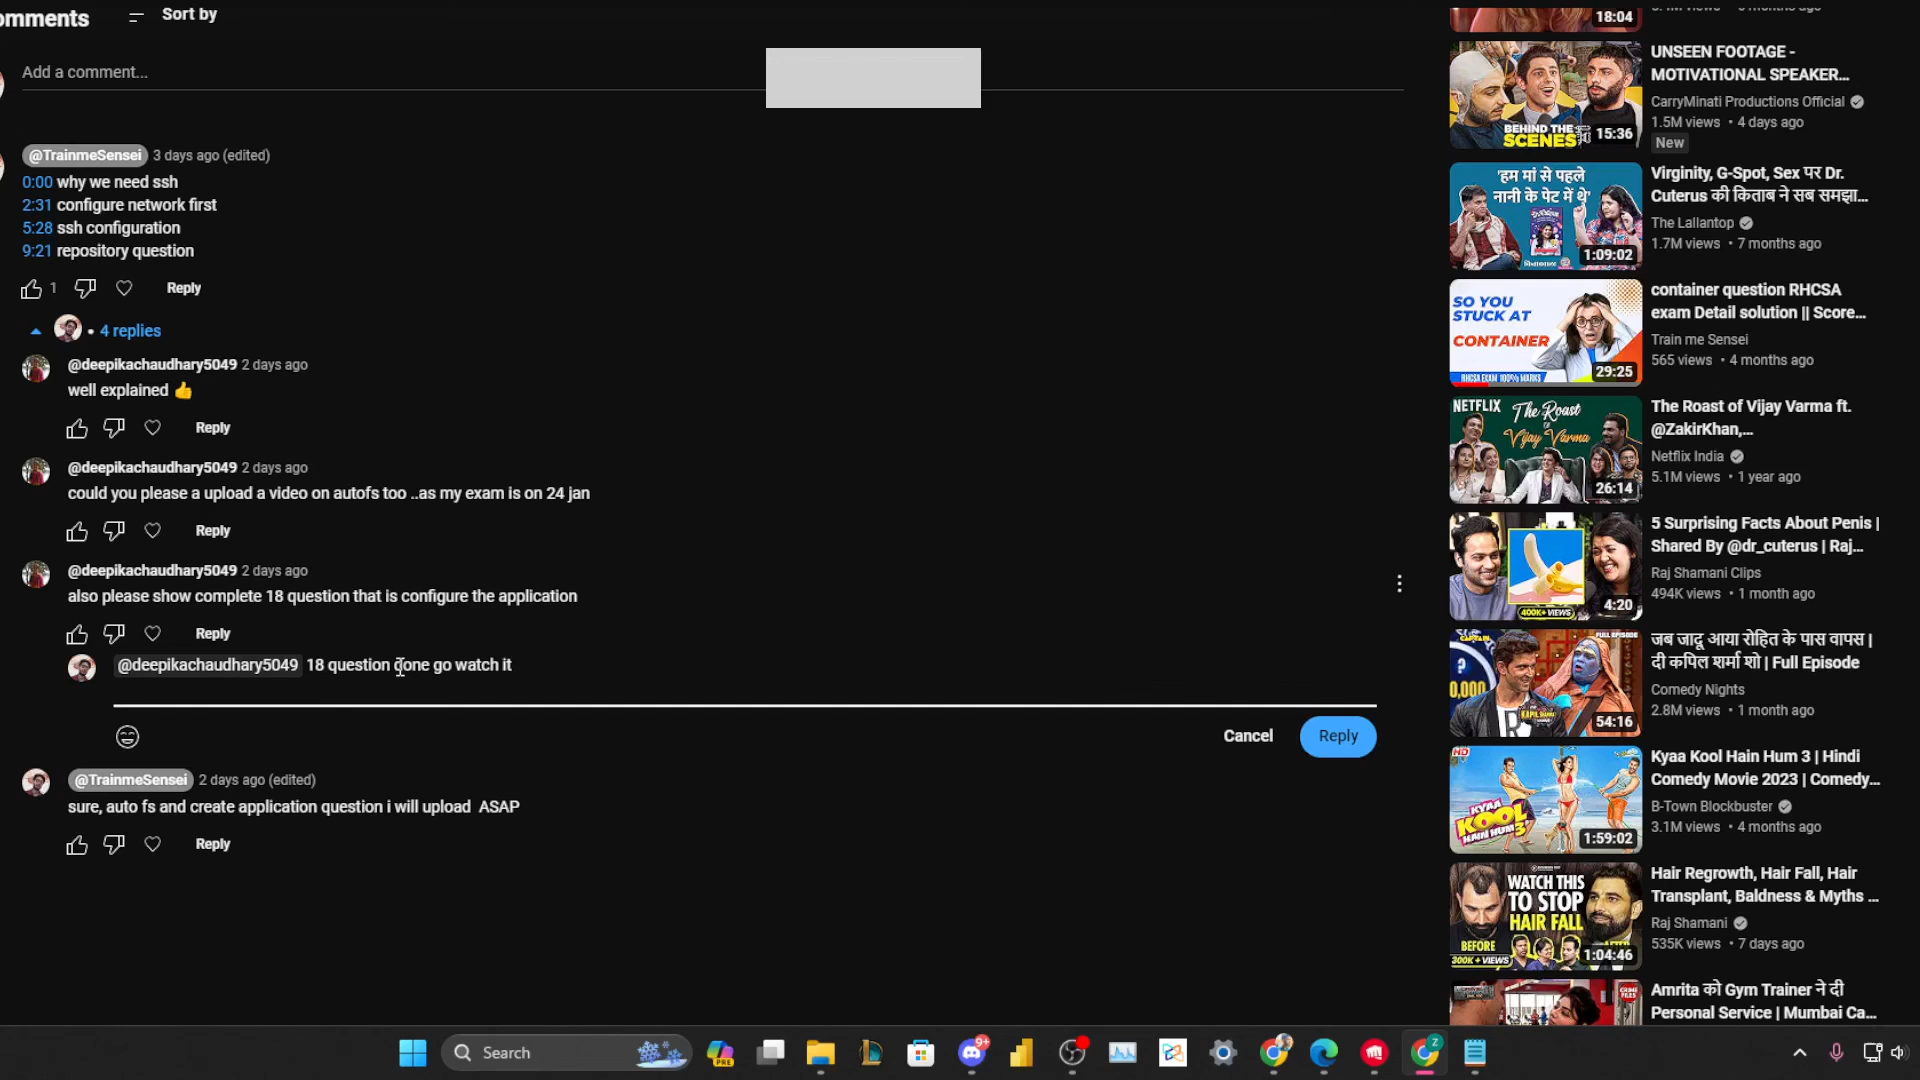 omments
Sort by
Add a comment...
@TrainmeSensei 3 days ago (edited)
0:00 why we need ssh
2:31 configure network first
5:28 ssh configuration
9:21 repository question
1
Reply
• 4 replies
@deepikachaudhary5049 2 days ago
well explained 👍
Reply
@deepikachaudhary5049 2 days ago
could you please a upload a video on autofs too ..as my exam is on 24 jan
Reply
@deepikachaudhary5049 2 days ago
also please show complete 18 question that is configure the application
Reply
@deepikachaudhary5049 18 question done go watch it
Cancel
Reply
@TrainmeSensei 2 days ago (edited)
sure, auto fs and create application question i will upload ASAP
Reply
18:04
BEHIND THE
SCENES
15:36
UNSEEN FOOTAGE -
MOTIVATIONAL SPEAKER...
CarryMinati Productions Official
1.5M views • 4 days ago
New
'हम मां से पहले
नानी के पेट में थे'
1:09:02
Virginity, G-Spot, Sex पर Dr.
Cuterus की किताब ने सब समझा...
The Lallantop
1.7M views • 7 months ago
SO YOU
STUCK AT
CONTAINER
RHCSA EXAM 100% MARKS
29:25
container question RHCSA
exam Detail solution || Score...
Train me Sensei
565 views • 4 months ago
NETFLIX
The Roast
of
Vijay Varma
26:14
The Roast of Vijay Varma ft.
@ZakirKhan,...
Netflix India
5.1M views • 1 year ago
400K+ VIEWS
4:20
5 Surprising Facts About Penis |
Shared By @dr_cuterus | Raj...
Raj Shamani Clips
494K views • 1 month ago
CAPTAIN
FULL EPISODE
?
0,000
54:16
जब जादू आया रोहित के पास वापस |
दी कपिल शर्मा शो | Full Episode
Comedy Nights
2.8M views • 1 month ago
HD
KYAA
KOOL
HAIN HUM 3
1:59:02
Kyaa Kool Hain Hum 3 | Hindi
Comedy Movie 2023 | Comedy...
B-Town Blockbuster
3.1M views • 4 months ago
WATCH THIS
TO STOP
HAIR FALL
BEFORE
AFTER
300K+ VIEWS
1:04:46
Hair Regrowth, Hair Fall, Hair
Transplant, Baldness & Myths ...
Raj Shamani
535K views • 7 days ago
Amrita को Gym Trainer ने दी
Personal Service | Mumbai Ca...
Search
PRE
9+
Z